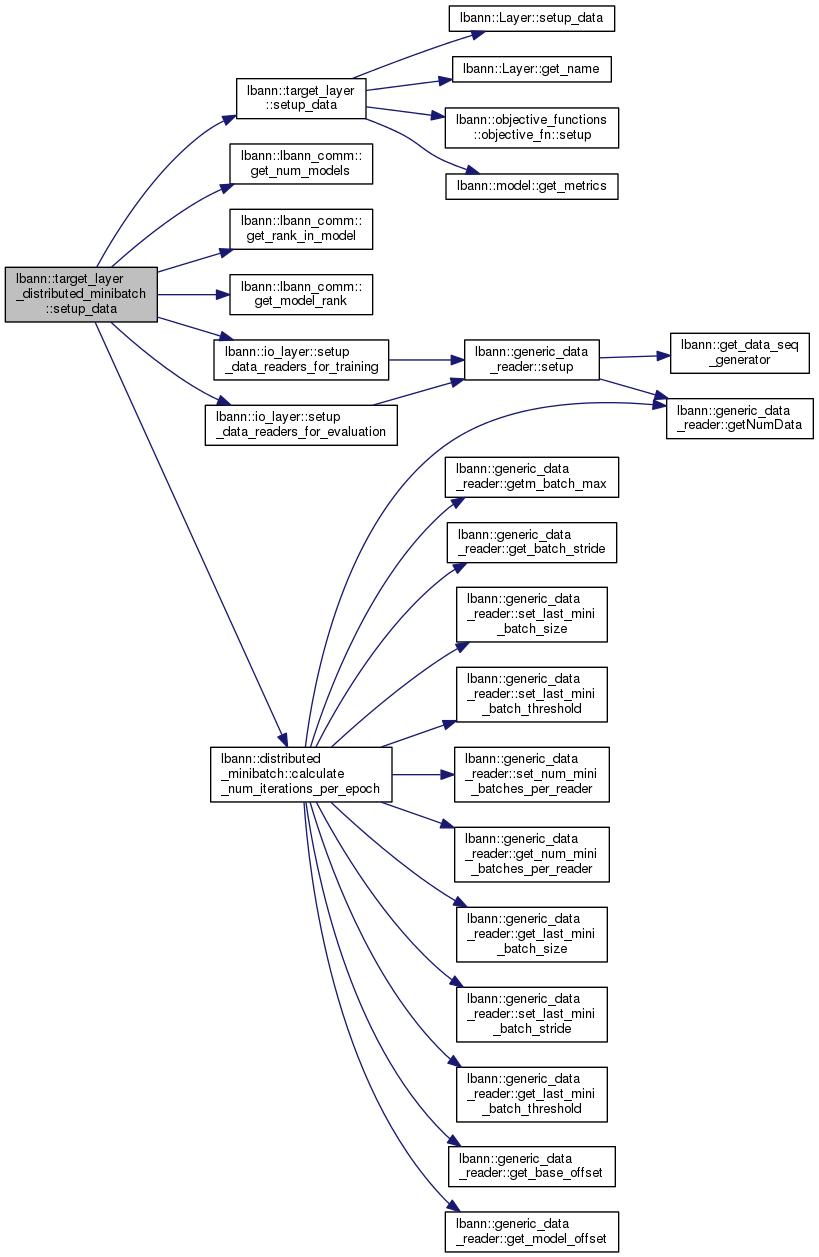 lbann::Layer::setup_data
lbann::Layer::get_name
lbann::target_layer
::setup_data
lbann::objective_functions
::objective_fn::setup
lbann::model::get_metrics
lbann::lbann_comm::
get_num_models
lbann::lbann_comm::
get_rank_in_model
lbann::target_layer
_distributed_minibatch
::setup_data
lbann::lbann_comm::
get_model_rank
lbann::io_layer::setup
_data_readers_for_training
lbann::generic_data
_reader::setup
lbann::get_data_seq
_generator
lbann::io_layer::setup
_data_readers_for_evaluation
lbann::generic_data
_reader::getNumData
lbann::generic_data
_reader::getm_batch_max
lbann::generic_data
_reader::get_batch_stride
lbann::generic_data
_reader::set_last_mini
_batch_size
lbann::generic_data
_reader::set_last_mini
_batch_threshold
lbann::distributed
_minibatch::calculate
_num_iterations_per_epoch
lbann::generic_data
_reader::set_num_mini
_batches_per_reader
lbann::generic_data
_reader::get_num_mini
_batches_per_reader
lbann::generic_data
_reader::get_last_mini
_batch_size
lbann::generic_data
_reader::set_last_mini
_batch_stride
lbann::generic_data
_reader::get_last_mini
_batch_threshold
lbann::generic_data
_reader::get_base_offset
lbann::generic_data
_reader::get_model_offset